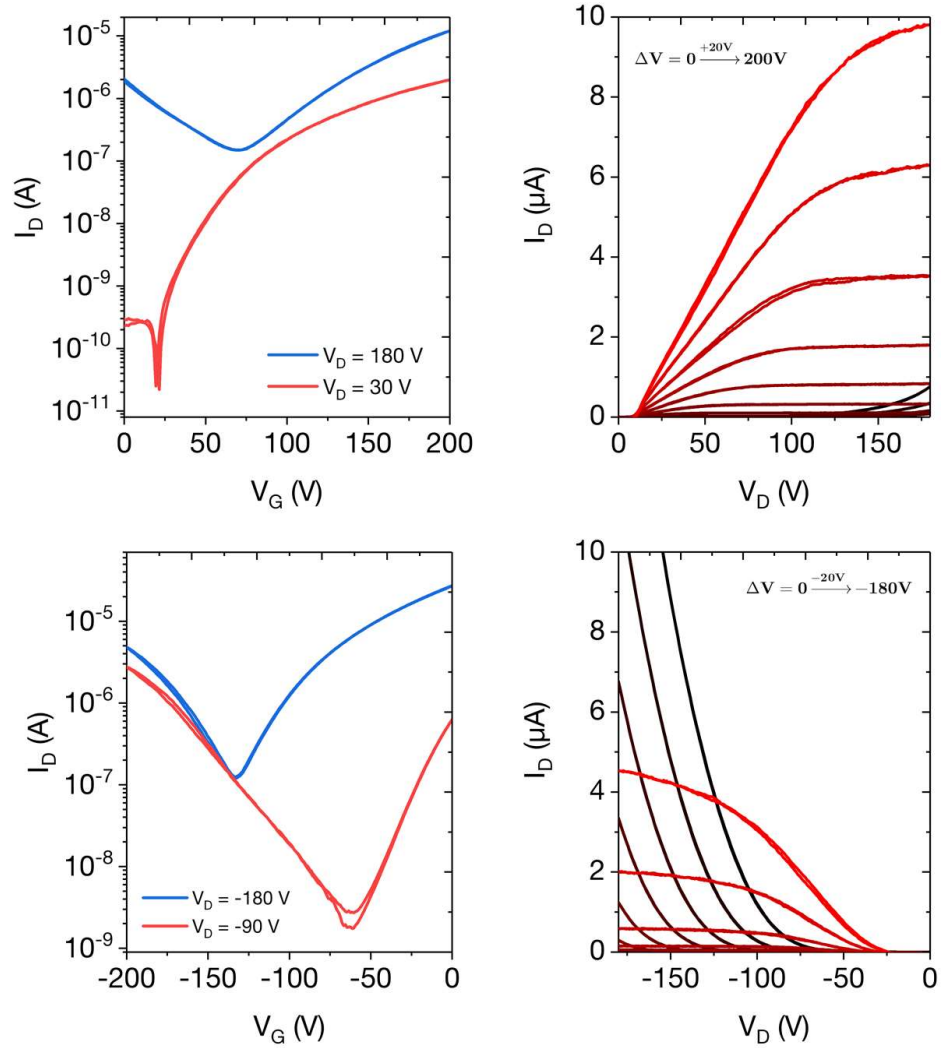 10⁻⁵
10⁻⁶
10⁻⁷
10⁻⁸
10⁻⁹
10⁻¹⁰
10⁻¹¹
I_D (A)
V_D = 180 V
V_D = 30 V
0 50 100 150 200
V_G (V)
10
8
6
4
2
0
I_D (µA)
ΔV = 0 +20V → 200V
0 50 100 150
V_D (V)
10⁻⁵
10⁻⁶
10⁻⁷
10⁻⁸
10⁻⁹
I_D (A)
V_D = -180 V
V_D = -90 V
-200 -150 -100 -50 0
V_G (V)
10
8
6
4
2
0
I_D (µA)
ΔV = 0 −20V → −180V
-150 -100 -50 0
V_D (V)